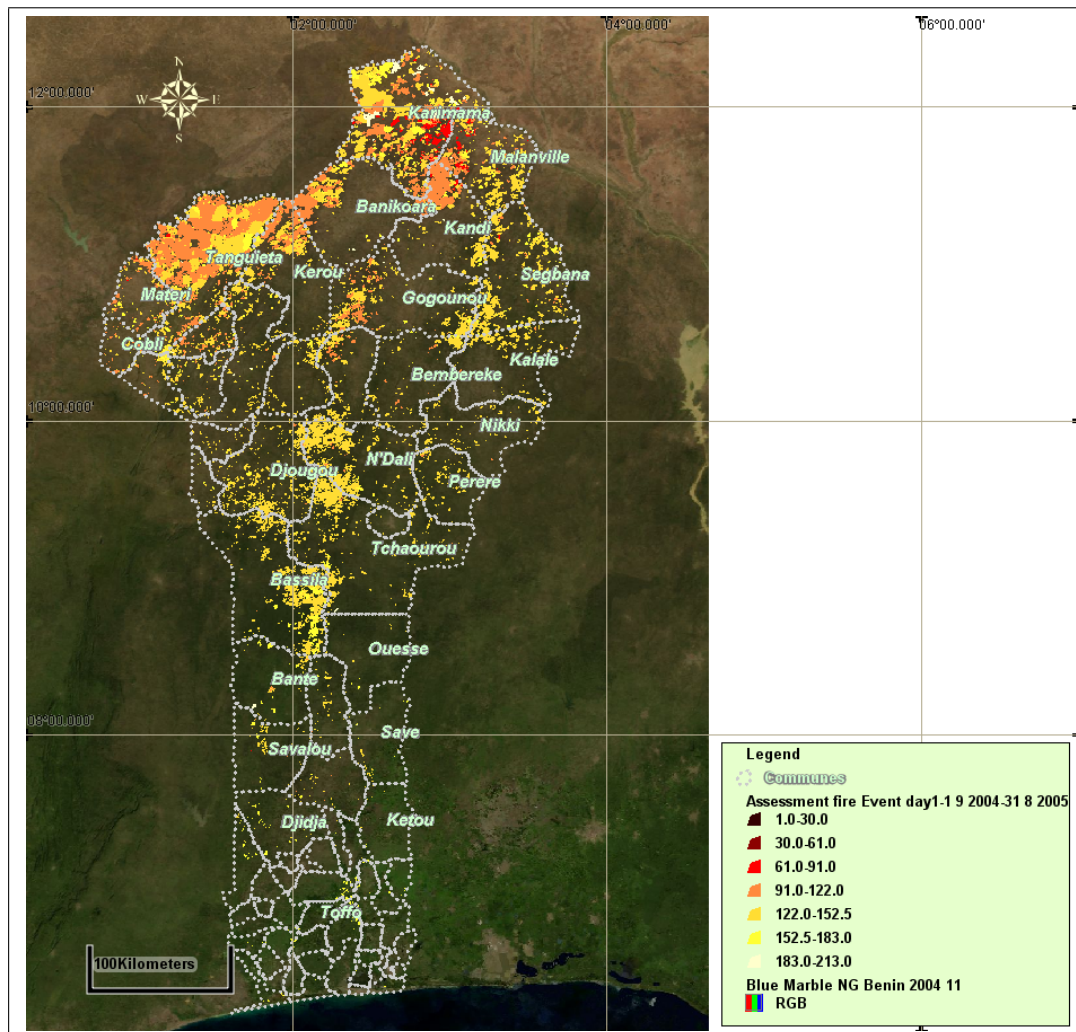 02°00.000'
04°00.000'
06°00.000'
N
W
E
S
12°00.000'
Karimama
Malanville
Banikoara
Kandi
Tanguieta
Kerou
Segbana
Materi
Gogounou
Cobli
Kalale
Bembereke
10°00.000'
Nikki
N'Dali
Djougou
Perere
Tchaourou
Bassila
Ouesse
Bante
08°00.000'
Save
Savalou
Djidja
Ketou
Toffo
100Kilometers
Legend
Communes
Assessment fire Event day1-1 9 2004-31 8 2005
1.0-30.0
30.0-61.0
61.0-91.0
91.0-122.0
122.0-152.5
152.5-183.0
183.0-213.0
Blue Marble NG Benin 2004 11
RGB